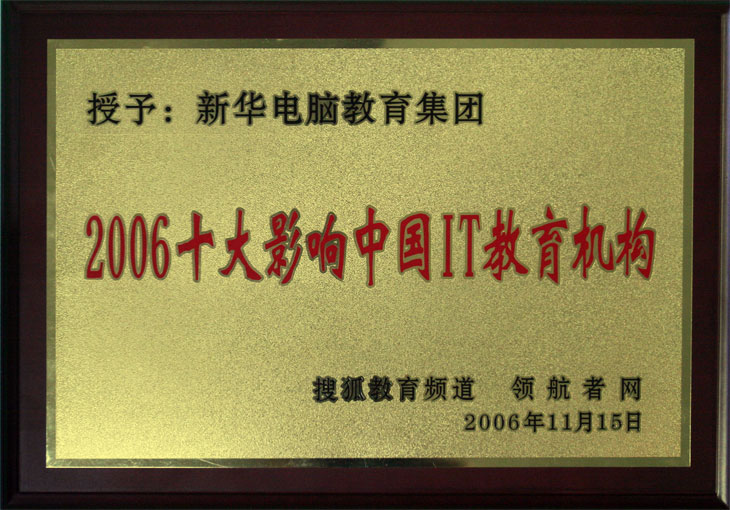 授予：新华电脑教育集团
2006十大影响中国IT教育机构
搜狐教育频道 领航者网
2006年11月15日